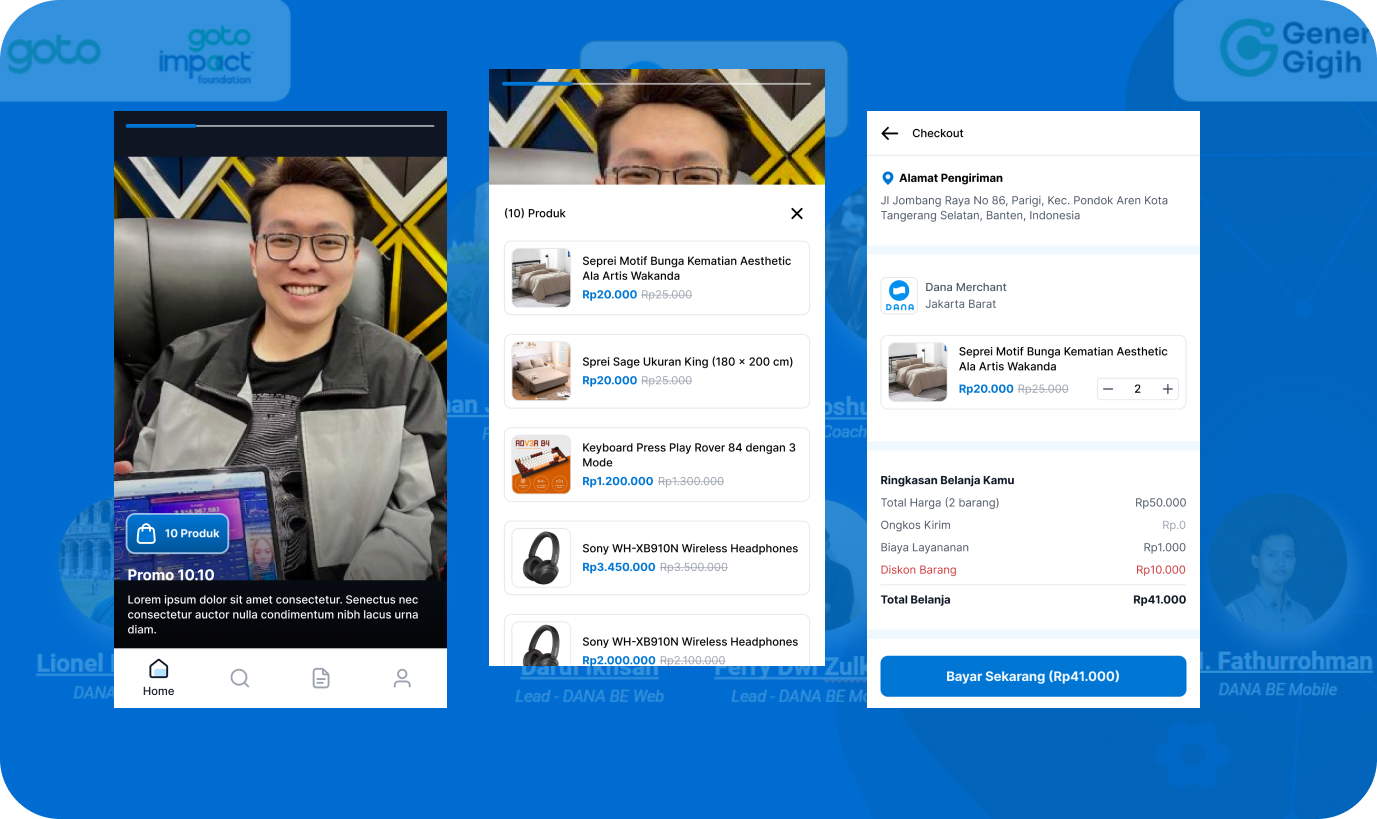 goto
goto
impact
foundation
Gener
Gigih
10 Produk
Promo 10.10
Lorem ipsum dolor sit amet consectetur. Senectus nec
consectetur auctor nulla condimentum nibh lacus urna
diam.
Home
(10) Produk
Seprei Motif Bunga Kematian Aesthetic
Ala Artis Wakanda
Rp20.000 Rp25.000
Sprei Sage Ukuran King (180 × 200 cm)
Rp20.000 Rp25.000
Keyboard Press Play Rover 84 dengan 3
Mode
Rp1.200.000 Rp1.300.000
Sony WH-XB910N Wireless Headphones
Rp3.450.000 Rp3.500.000
Sony WH-XB910N Wireless Headphones
Rp2.000.000 Rp2.100.000
Checkout
Alamat Pengiriman
Jl Jombang Raya No 86, Parigi, Kec. Pondok Aren Kota
Tangerang Selatan, Banten, Indonesia
DANA
Dana Merchant
Jakarta Barat
Seprei Motif Bunga Kematian Aesthetic
Ala Artis Wakanda
Rp20.000 Rp25.000
2
Ringkasan Belanja Kamu
Total Harga (2 barang) Rp50.000
Ongkos Kirim Rp.0
Biaya Layananan Rp1.000
Diskon Barang Rp10.000
Total Belanja Rp41.000
Bayar Sekarang (Rp41.000)
Lionel
DANA
Lead - DANA BE Web
Ferry Dwi Zulk
Lead - DANA BE Mo
Coach
Fathurrohman
DANA BE Mobile